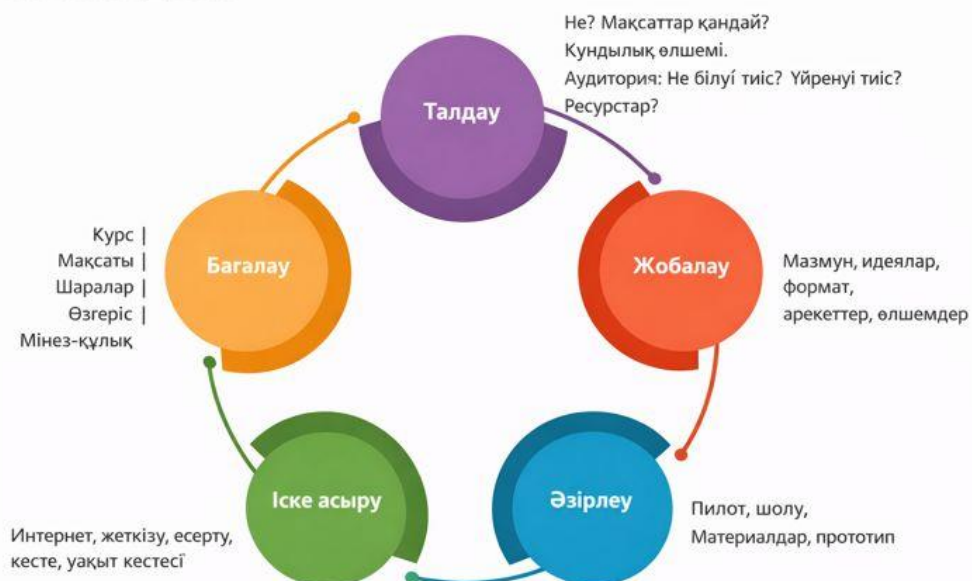 Не? Мақсаттар қандай?
Кундылық өлшемі.
Аудитория: Не білуі тиіс? Үйренуі тиіс?
Ресурстар?
Талдау
Жобалау
Мазмун, идеялар,
формат,
арекеттер, өлшемдер
Әзірлеу
Пилот, шолу,
Материалдар, прототип
Іске асыру
Интернет, жеткізу, есерту,
кесте, уақыт кестесї
Бағалау
Курс |
Мақсаты |
Шаралар |
Өзгеріс |
Мінез-құлық